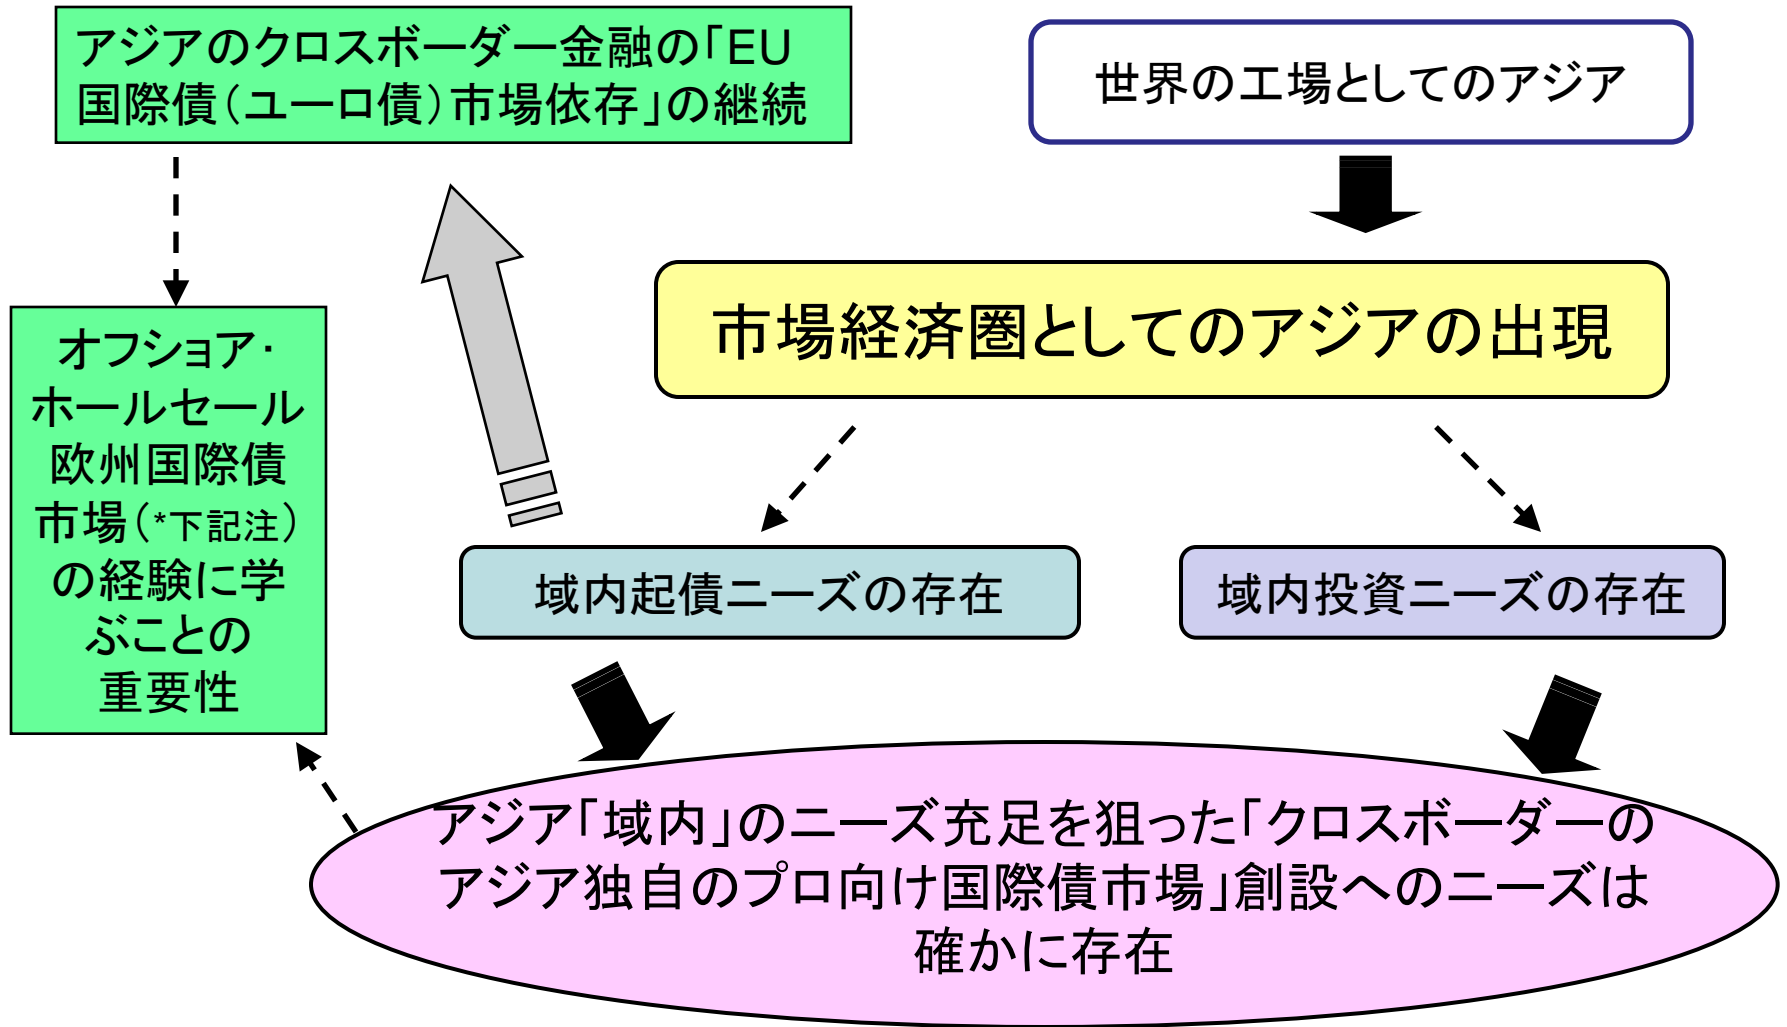 アジアのクロスボーダー金融の「EU
国際債（ユーロ債）市場依存」の継続
世界の工場としてのアジア
市場経済圏としてのアジアの出現
オフショア・
ホールセール
欧州国際債
市場（*下記注）
の経験に学
ぶことの
重要性
域内起債ニーズの存在
域内投資ニーズの存在
アジア「域内」のニーズ充足を狙った「クロスボーダーの
アジア独自のプロ向け国際債市場」創設へのニーズは
確かに存在